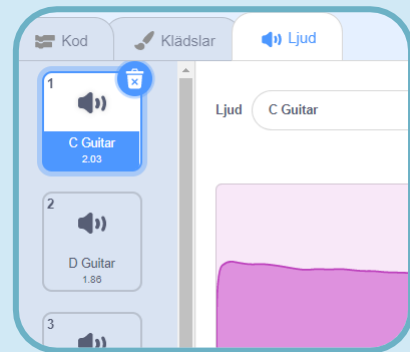 Kod
Klädslar
Ljud
1
C Guitar
2.03
Ljud
C Guitar
2
D Guitar
1.86
3